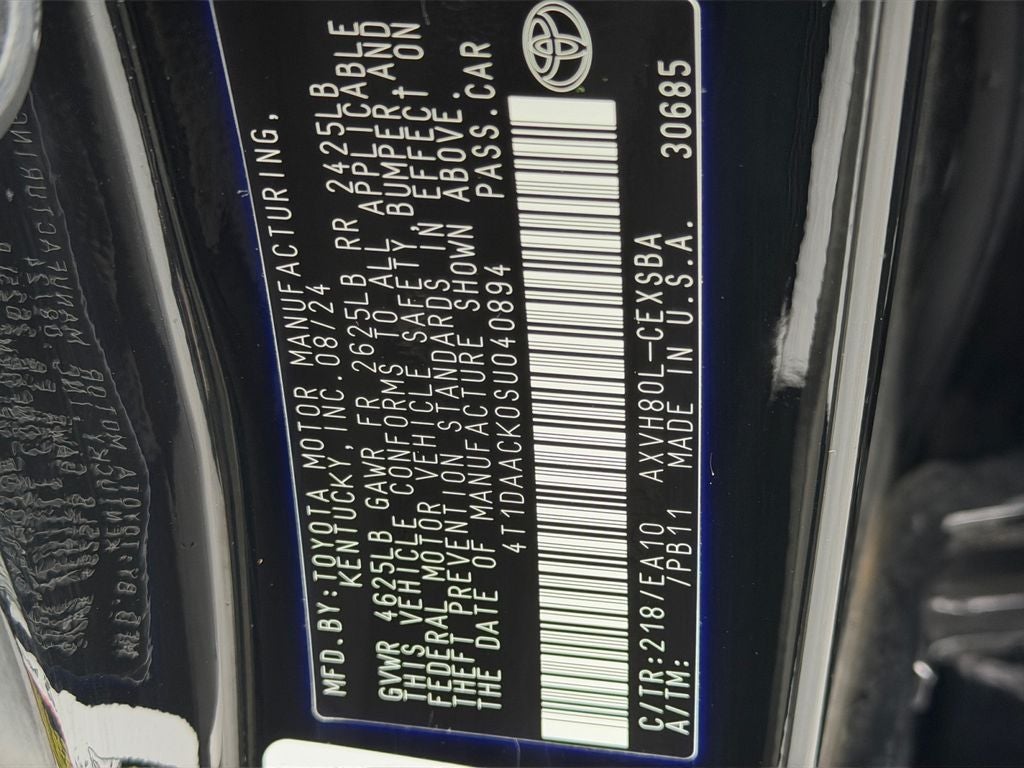 MFD.BY:TOYOTA MOTOR MANUFACTURING,
KENTUCKY, INC. 08/24
GVWR 4625LB GAWR FR 2625LB RR 2425LB
THIS VEHICLE CONFORMS TO ALL APPLICABLE
FEDERAL MOTOR VEHICLE SAFETY, BUMPER AND
THEFT PREVENTION STANDARDS IN EFFECT ON
THE DATE OF MANUFACTURE SHOWN ABOVE.
4T1DAACK0SU040894 PASS.CAR
C/TR:218/EA10 AXVH80L-CEXSBA 30685
A/TM: /PB11 MADE IN U.S.A.